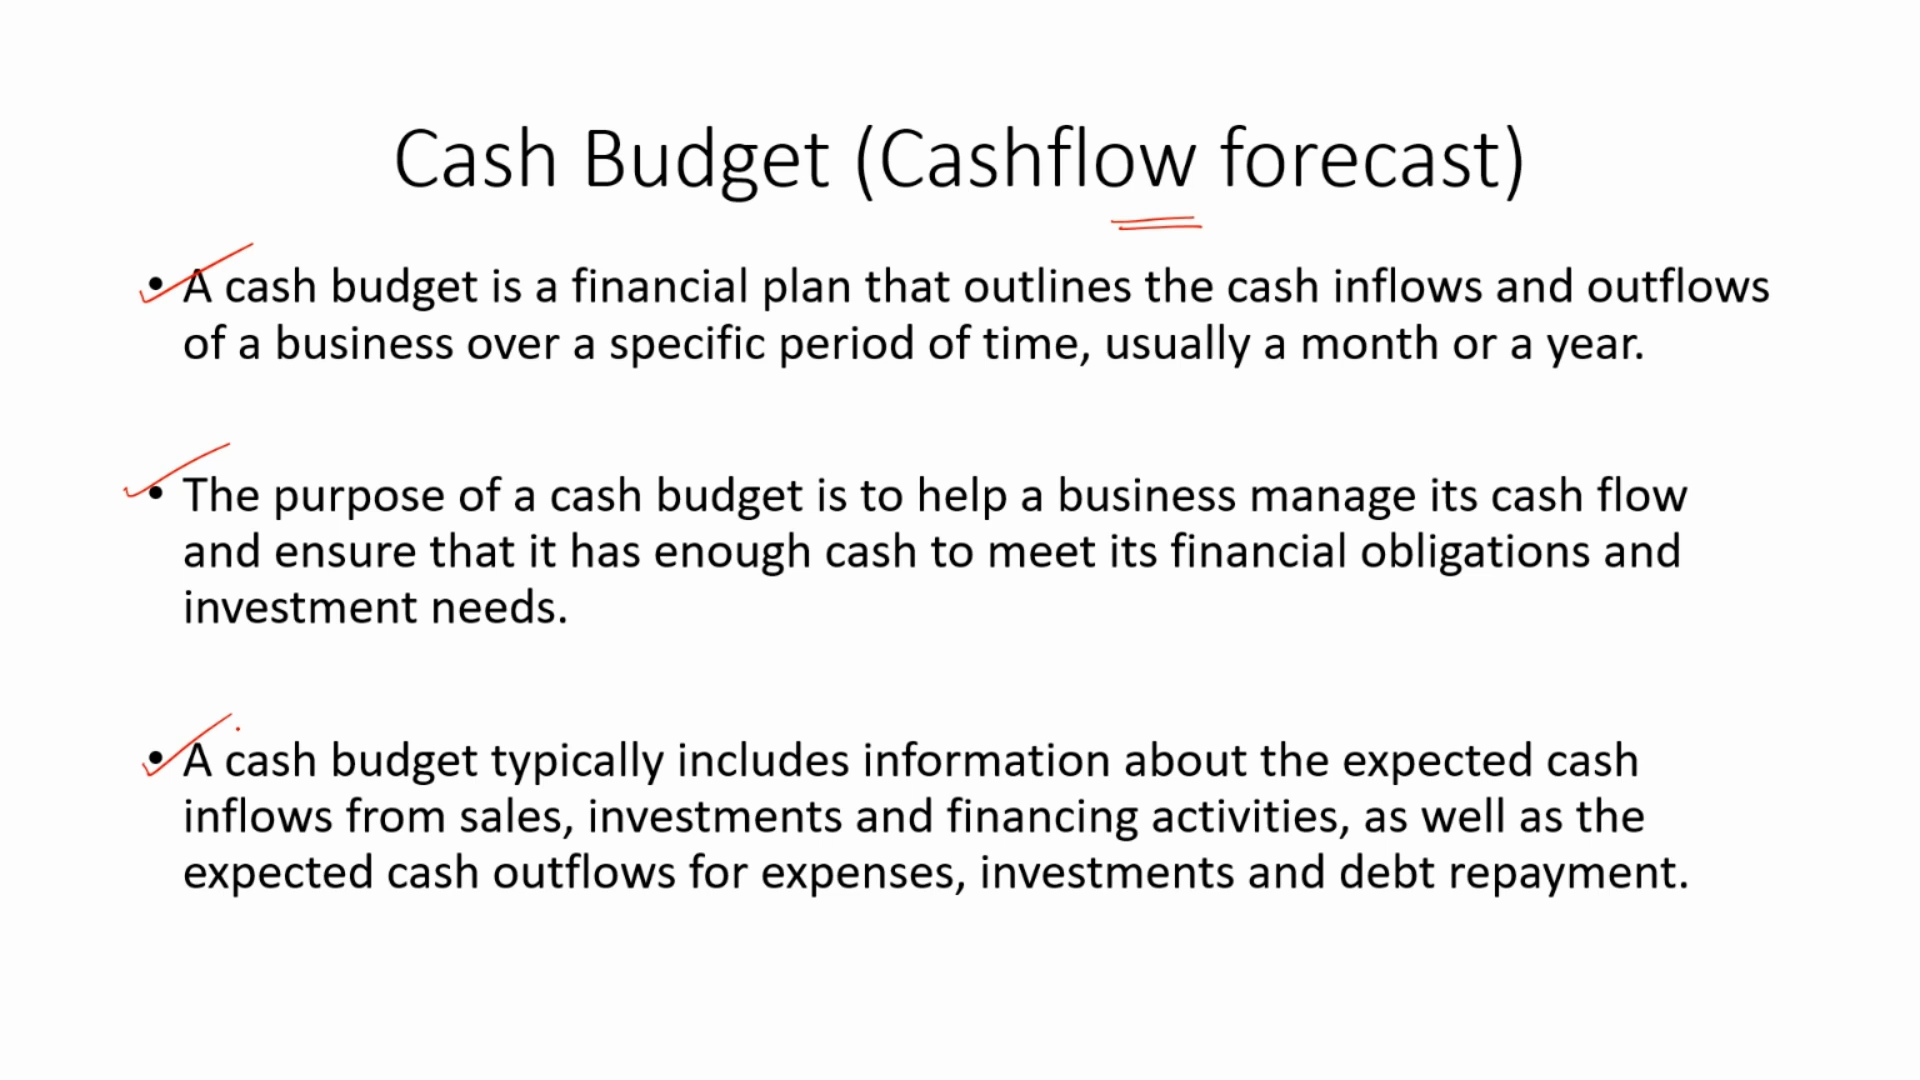 Cash Budget (Cashflow forecast)
• A cash budget is a financial plan that outlines the cash inflows and outflows
of a business over a specific period of time, usually a month or a year.
• The purpose of a cash budget is to help a business manage its cash flow
and ensure that it has enough cash to meet its financial obligations and
investment needs.
• A cash budget typically includes information about the expected cash
inflows from sales, investments and financing activities, as well as the
expected cash outflows for expenses, investments and debt repayment.